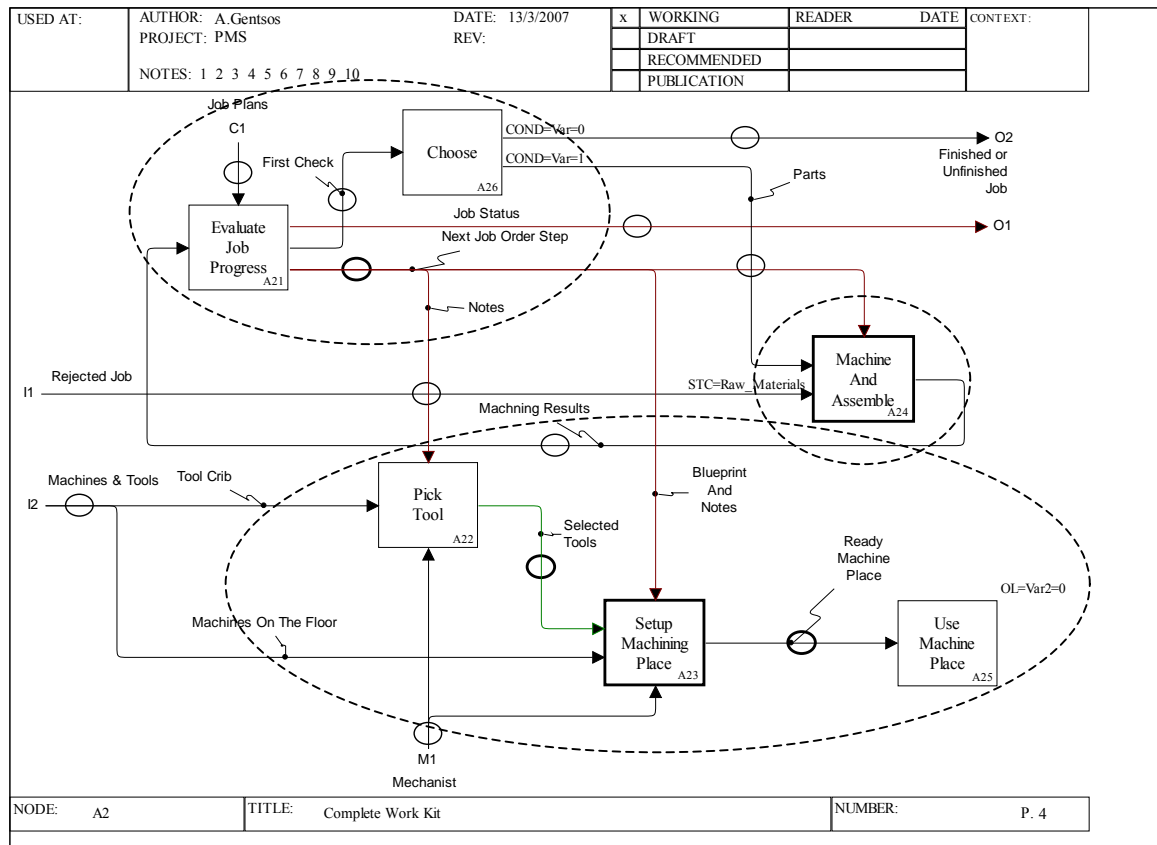 USED AT:
AUTHOR: A.Gentsos
DATE: 13/3/2007
PROJECT: PMS
REV:
NOTES: 1 2 3 4 5 6 7 8 9 10
x WORKING
DRAFT
RECOMMENDED
PUBLICATION
READER DATE
CONTEXT:
Job Plans
C1
First Check
Choose
A26
COND=Var=0
COND=Var=1
O2
Finished or
Unfinished
Job
Parts
Evaluate
Job
Progress
A21
Job Status
O1
Next Job Order Step
Notes
I1
Rejected Job
STC=Raw_Materials
Machine
And
Assemble
A24
Machning Results
I2
Machines & Tools
Tool Crib
Pick
Tool
A22
Selected
Tools
Blueprint
And
Notes
Ready
Machine
Place
OL=Var2=0
Machines On The Floor
Setup
Machining
Place
A23
Use
Machine
Place
A25
M1
Mechanist
NODE: A2
TITLE: Complete Work Kit
NUMBER: P. 4